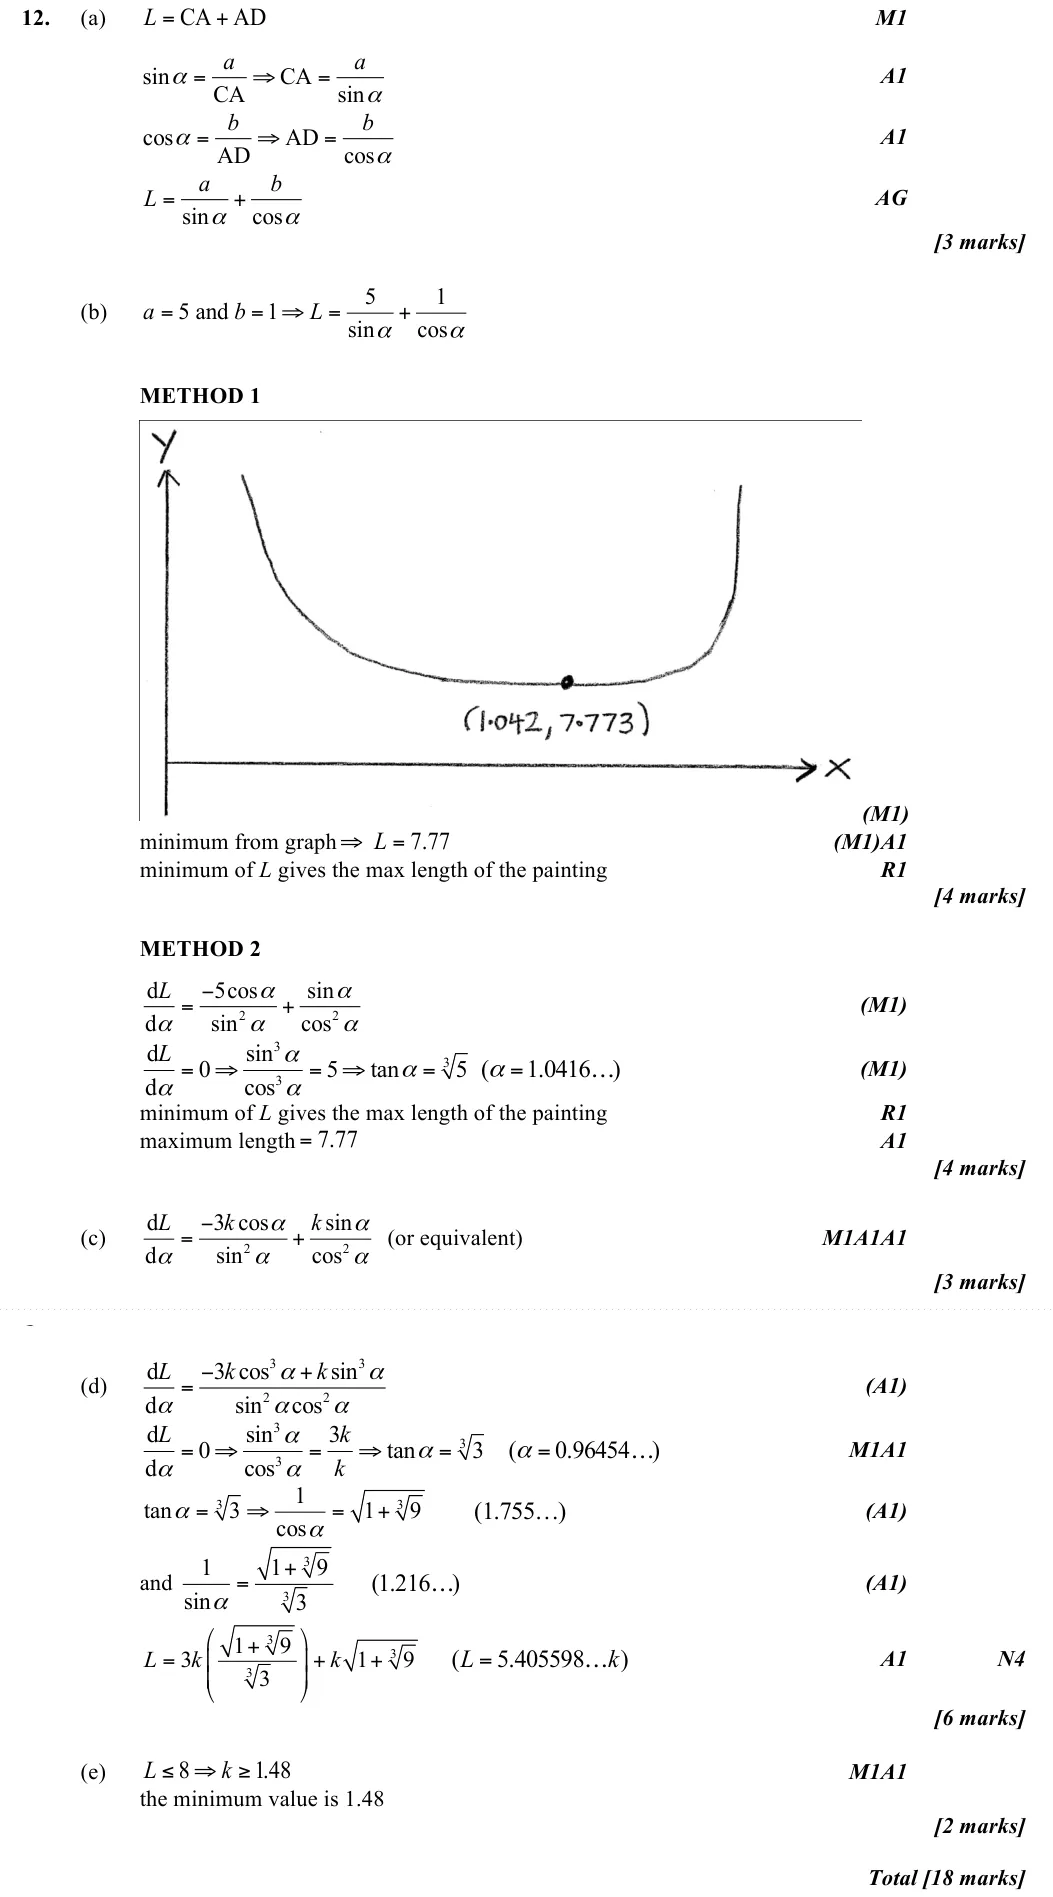 12. (a) L = CA + AD M1
sin α = a/CA ⇒ CA = a/sin α A1
cos α = b/AD ⇒ AD = b/cos α A1
L = a/sin α + b/cos α AG
[3 marks]
(b) a = 5 and b = 1 ⇒ L = 5/sin α + 1/cos α
METHOD 1
Y
(1.042, 7.773)
X
(M1)
minimum from graph ⇒ L = 7.77 (M1)A1
minimum of L gives the max length of the painting R1
[4 marks]
METHOD 2
dL/dα = −5cos α/sin² α + sin α/cos² α (M1)
dL/dα = 0 ⇒ sin³ α/cos³ α = 5 ⇒ tan α = ∛5 (α = 1.0416…) (M1)
minimum of L gives the max length of the painting R1
maximum length = 7.77 A1
[4 marks]
(c) dL/dα = −3k cos α/sin² α + k sin α/cos² α (or equivalent) M1A1A1
[3 marks]
(d) dL/dα = (−3k cos³ α + k sin³ α)/(sin² α cos² α) (A1)
dL/dα = 0 ⇒ sin³ α/cos³ α = 3k/k ⇒ tan α = ∛3 (α = 0.96454…) M1A1
tan α = ∛3 ⇒ 1/cos α = √(1 + ∛9) (1.755…) (A1)
and 1/sin α = √(1 + ∛9)/∛3 (1.216…) (A1)
L = 3k(√(1 + ∛9)/∛3) + k√(1 + ∛9) (L = 5.405598…k) A1 N4
[6 marks]
(e) L ≤ 8 ⇒ k ≥ 1.48 M1A1
the minimum value is 1.48
[2 marks]
Total [18 marks]